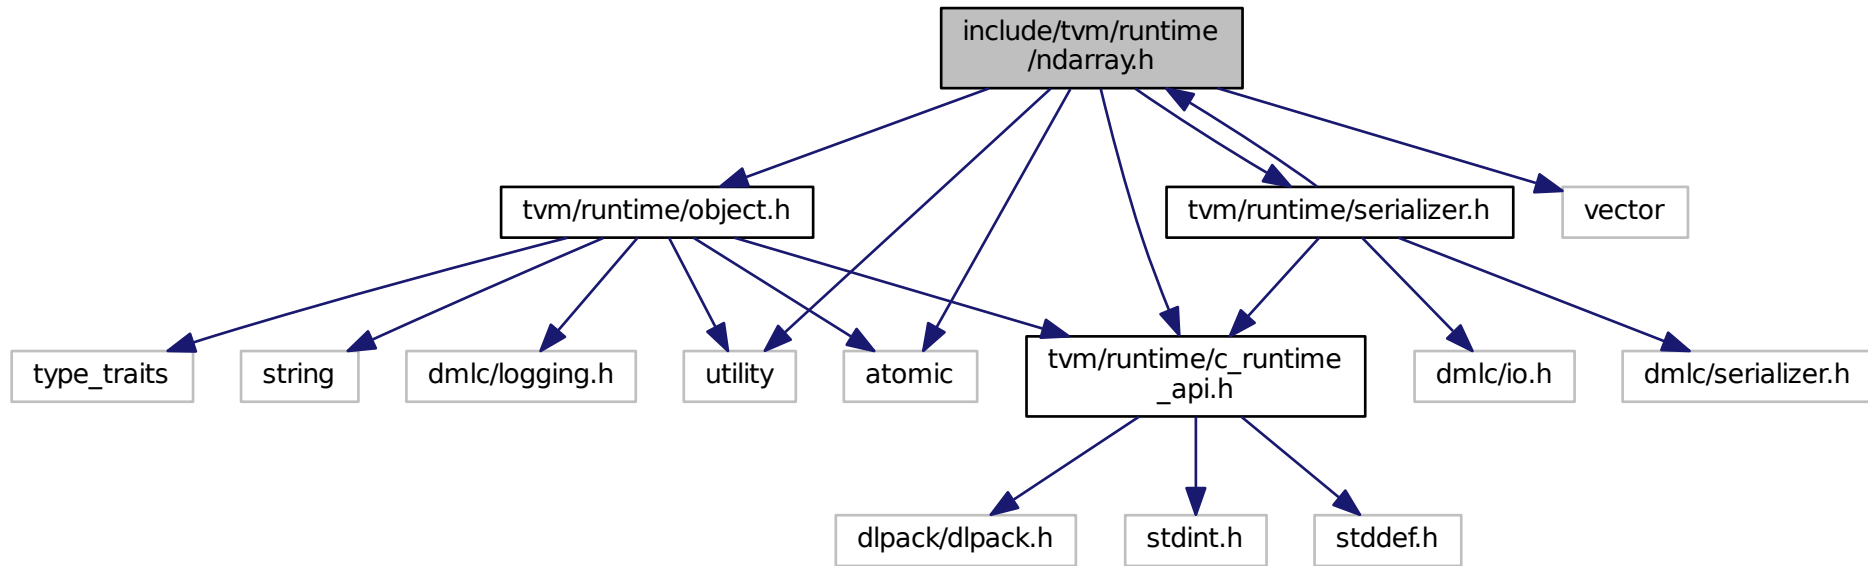 include/tvm/runtime
/ndarray.h
tvm/runtime/object.h
tvm/runtime/serializer.h
vector
type_traits
string
dmlc/logging.h
utility
atomic
tvm/runtime/c_runtime
_api.h
dmlc/io.h
dmlc/serializer.h
dlpack/dlpack.h
stdint.h
stddef.h